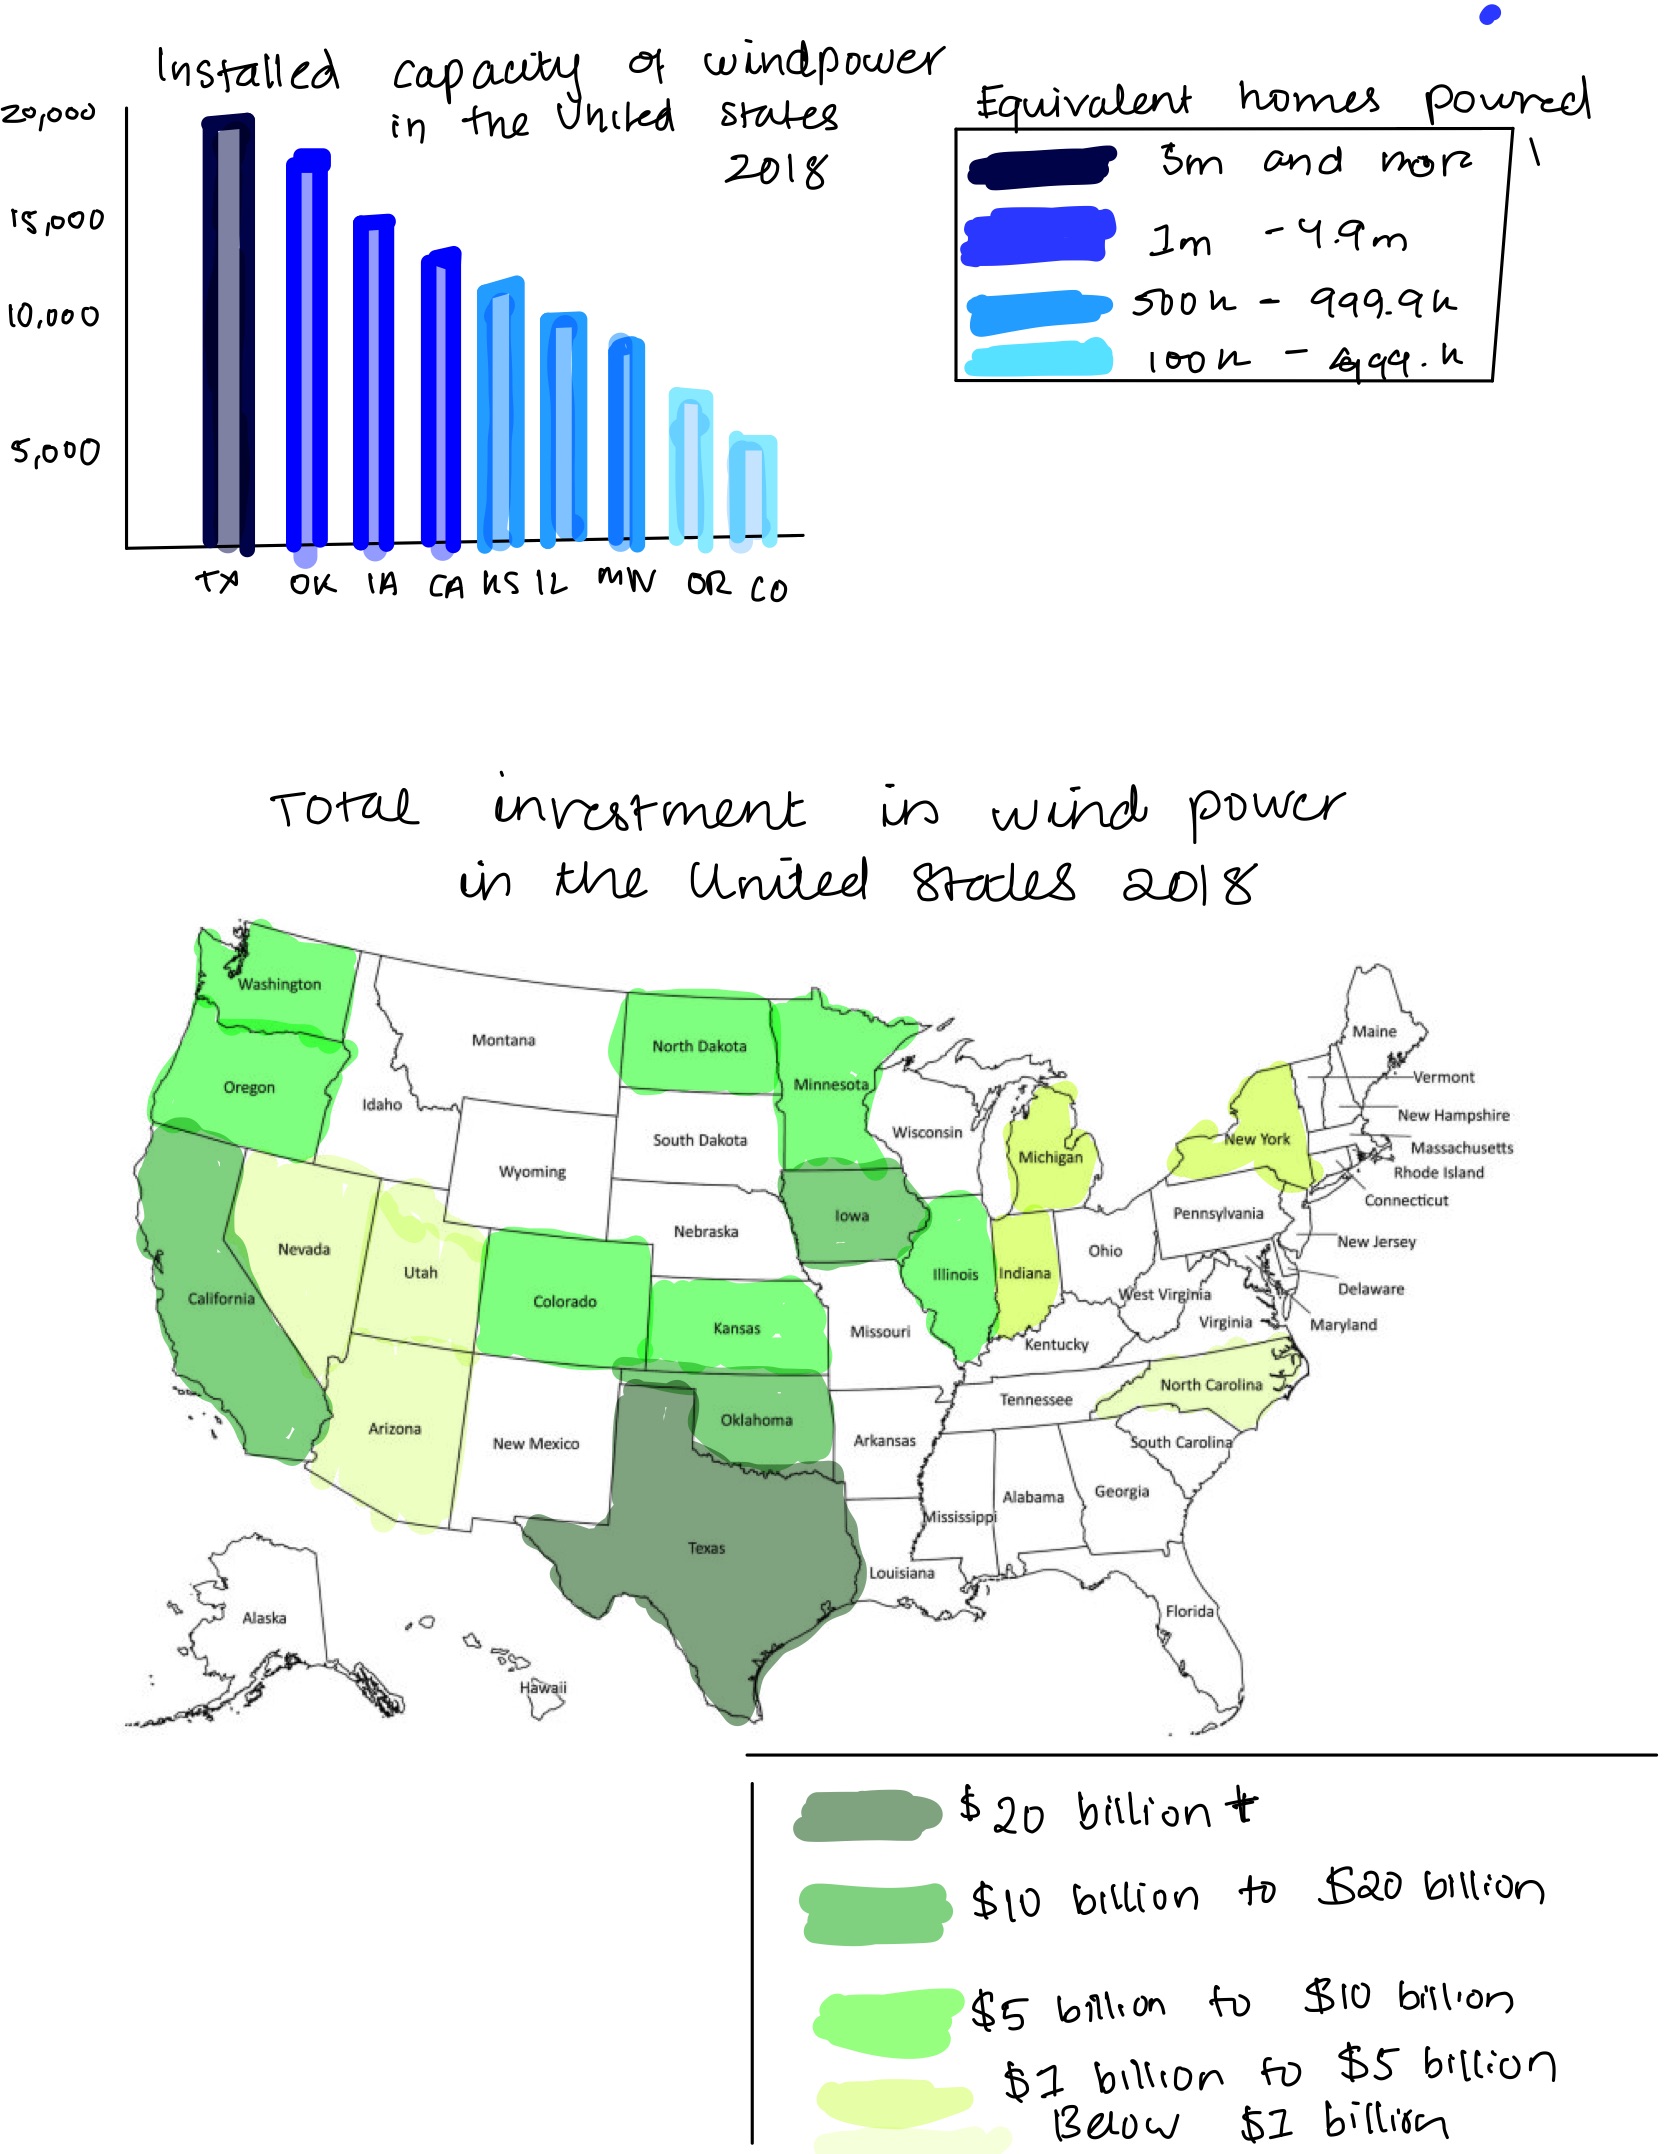 Installed capacity of windpower
in the United States
2018
20,000
15,000
10,000
5,000
TX OK IA CA KS IL MN OR CO
Equivalent homes powred
5m and more
1m - 4.9m
500k - 999.9k
100k -
Total investment in wind power
in the United States 2018
Washington
Oregon
California
Nevada
Idaho
Montana
Wyoming
Utah
Arizona
Colorado
New Mexico
North Dakota
South Dakota
Nebraska
Kansas
Oklahoma
Texas
Minnesota
Iowa
Missouri
Arkansas
Louisiana
Wisconsin
Illinois
Michigan
Indiana
Ohio
Kentucky
Tennessee
Mississippi
Alabama
Georgia
Florida
South Carolina
North Carolina
Virginia
West Virginia
Pennsylvania
New York
Maine
Vermont
New Hampshire
Massachusetts
Rhode Island
Connecticut
New Jersey
Delaware
Maryland
Alaska
Hawaii
$20 billion +
$10 billion to $20 billion
$5 billion to $10 billion
$1 billion to $5 billion
Below $1 billion